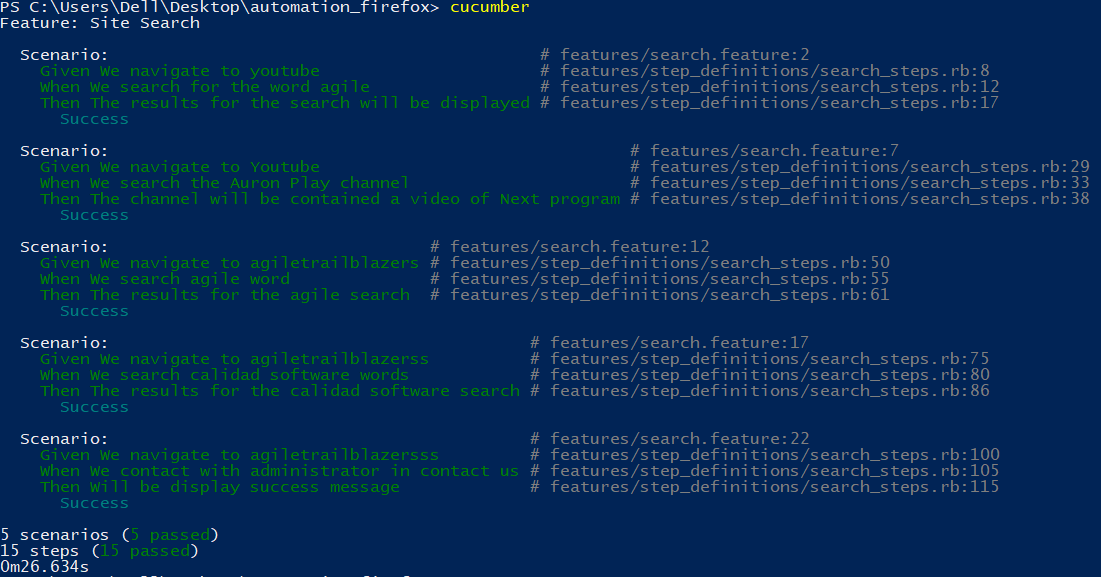 PS C:\Users\Dell\Desktop\automation_firefox> cucumber
Feature: Site Search
Scenario: # features/search.feature:2
Given We navigate to youtube # features/step_definitions/search_steps.rb:8
When We search for the word agile # features/step_definitions/search_steps.rb:12
Then The results for the search will be displayed # features/step_definitions/search_steps.rb:17
Success
Scenario: # features/search.feature:7
Given We navigate to Youtube # features/step_definitions/search_steps.rb:29
When We search the Auron Play channel # features/step_definitions/search_steps.rb:33
Then The channel will be contained a video of Next program # features/step_definitions/search_steps.rb:38
Success
Scenario: # features/search.feature:12
Given We navigate to agiletrailblazers # features/step_definitions/search_steps.rb:50
When We search agile word # features/step_definitions/search_steps.rb:55
Then The results for the agile search # features/step_definitions/search_steps.rb:61
Success
Scenario: # features/search.feature:17
Given We navigate to agiletrailblazerss # features/step_definitions/search_steps.rb:75
When We search calidad software words # features/step_definitions/search_steps.rb:80
Then The results for the calidad software search # features/step_definitions/search_steps.rb:86
Success
Scenario: # features/search.feature:22
Given We navigate to agiletrailblazersss # features/step_definitions/search_steps.rb:100
When We contact with administrator in contact us # features/step_definitions/search_steps.rb:105
Then Will be display success message # features/step_definitions/search_steps.rb:115
Success
5 scenarios (5 passed)
15 steps (15 passed)
0m26.634s